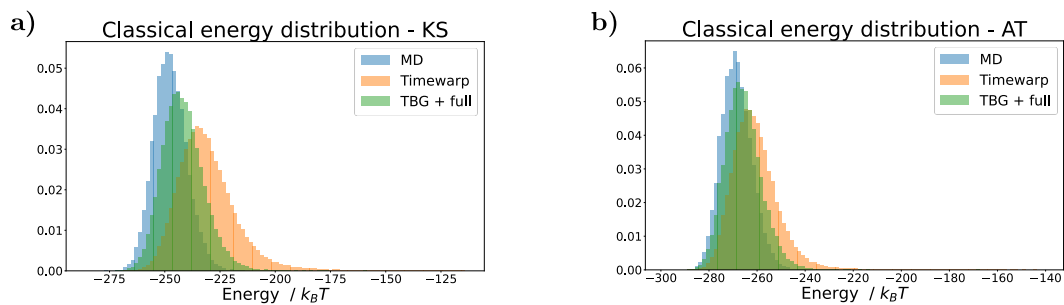 a)
Classical energy distribution - KS
MD
Timewarp
TBG + full
0.05
0.04
0.03
0.02
0.01
0.00
−275 −250 −225 −200 −175 −150 −125
Energy / k_BT
b)
Classical energy distribution - AT
MD
Timewarp
TBG + full
0.06
0.05
0.04
0.03
0.02
0.01
0.00
−300 −280 −260 −240 −220 −200 −180 −160 −140
Energy / k_BT